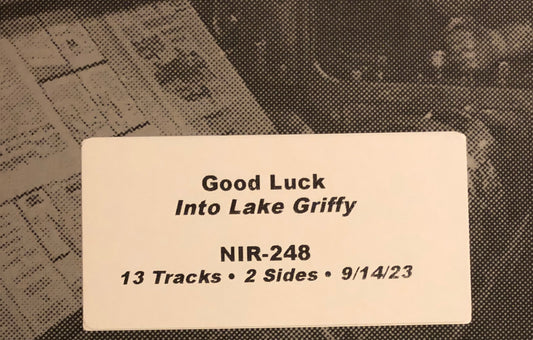 Good Luck
Into Lake Griffy
NIR-248
13 Tracks • 2 Sides • 9/14/23